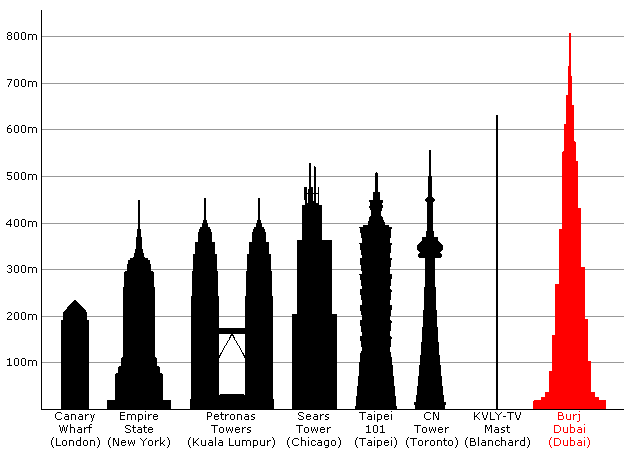 800m
700m
600m
500m
400m
300m
200m
100m
Canary
Wharf
(London)
Empire
State
(New York)
Petronas
Towers
(Kuala Lumpur)
Sears
Tower
(Chicago)
Taipei
101
(Taipei)
CN
Tower
(Toronto)
KVLY-TV
Mast
(Blanchard)
Burj
Dubai
(Dubai)